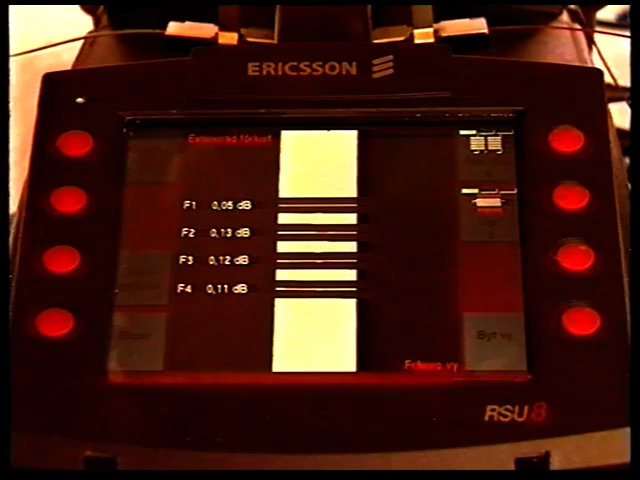 ERICSSON
Estimerad förlust
F1 0,05 dB
F2 0,13 dB
F3 0,12 dB
F4 0,11 dB
Byt vy
vy
RSU 8